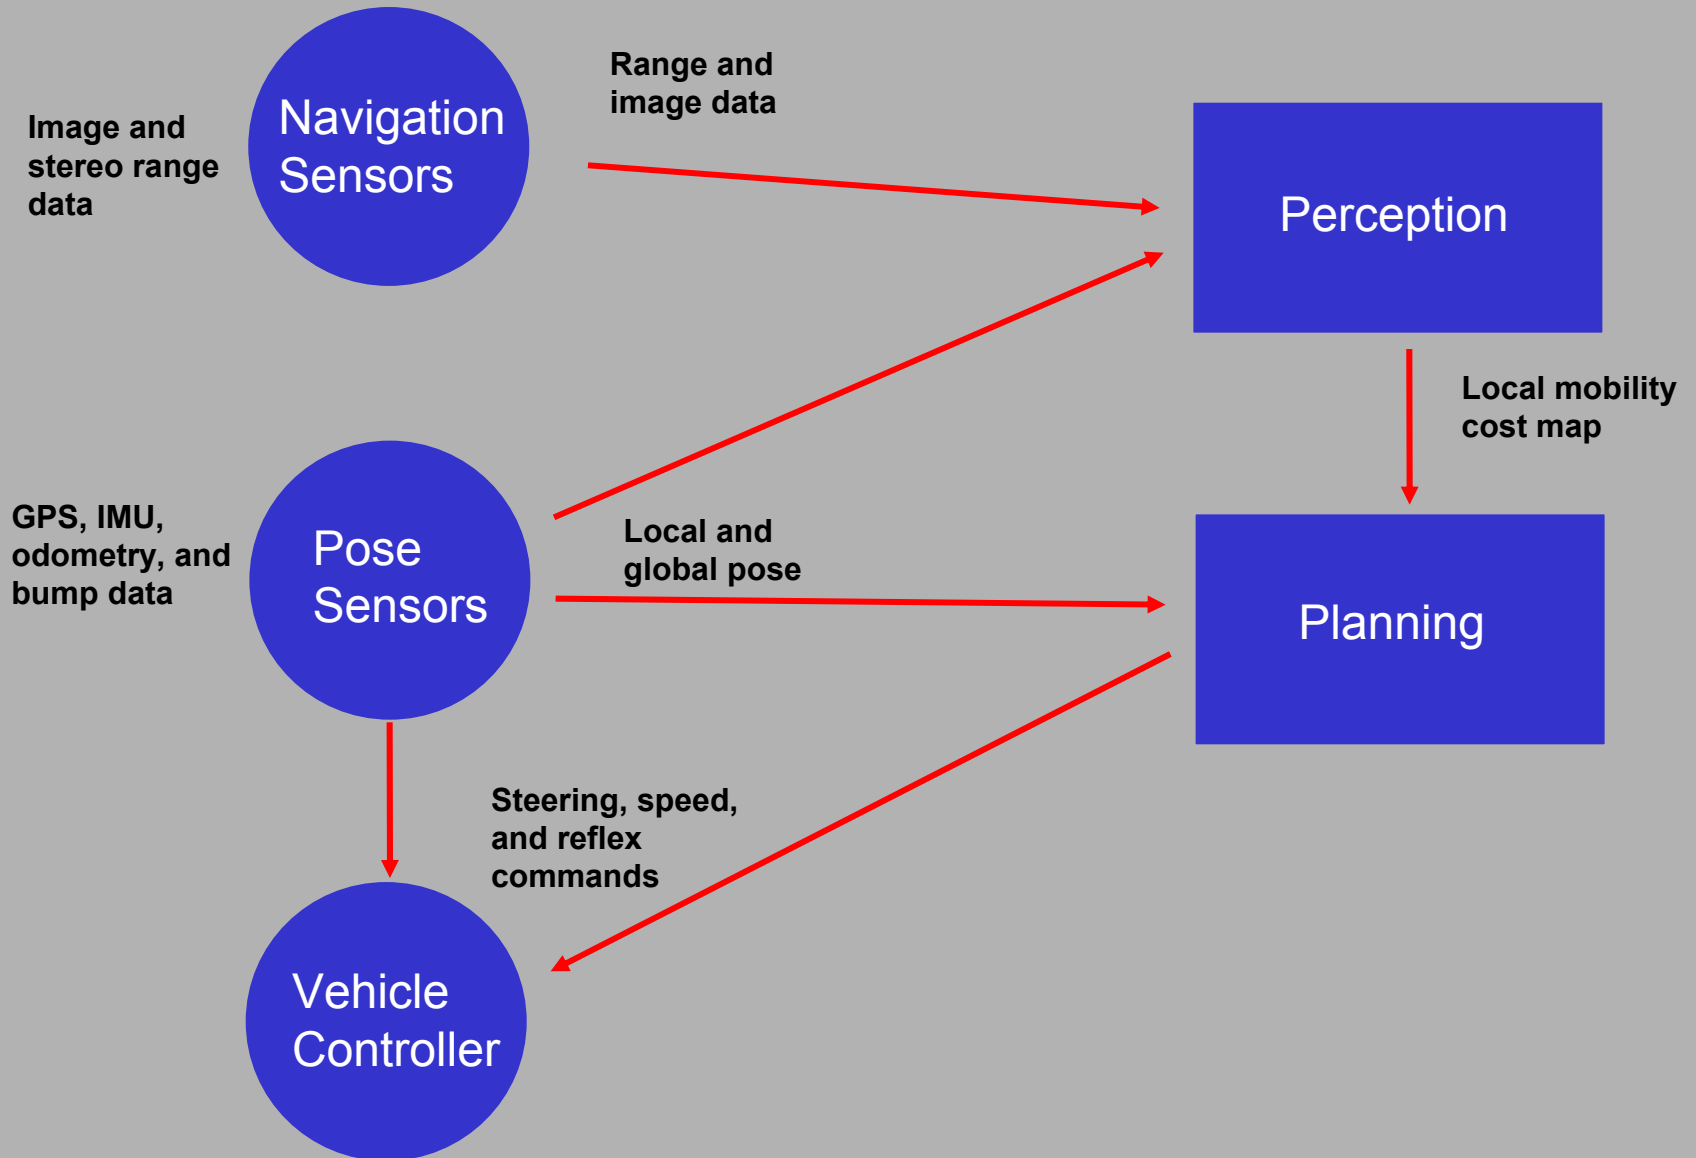 Range and
image data
Image and
stereo range
data
Navigation
Sensors
Perception
Local mobility
cost map
GPS, IMU,
odometry, and
bump data
Pose
Sensors
Local and
global pose
Planning
Steering, speed,
and reflex
commands
Vehicle
Controller